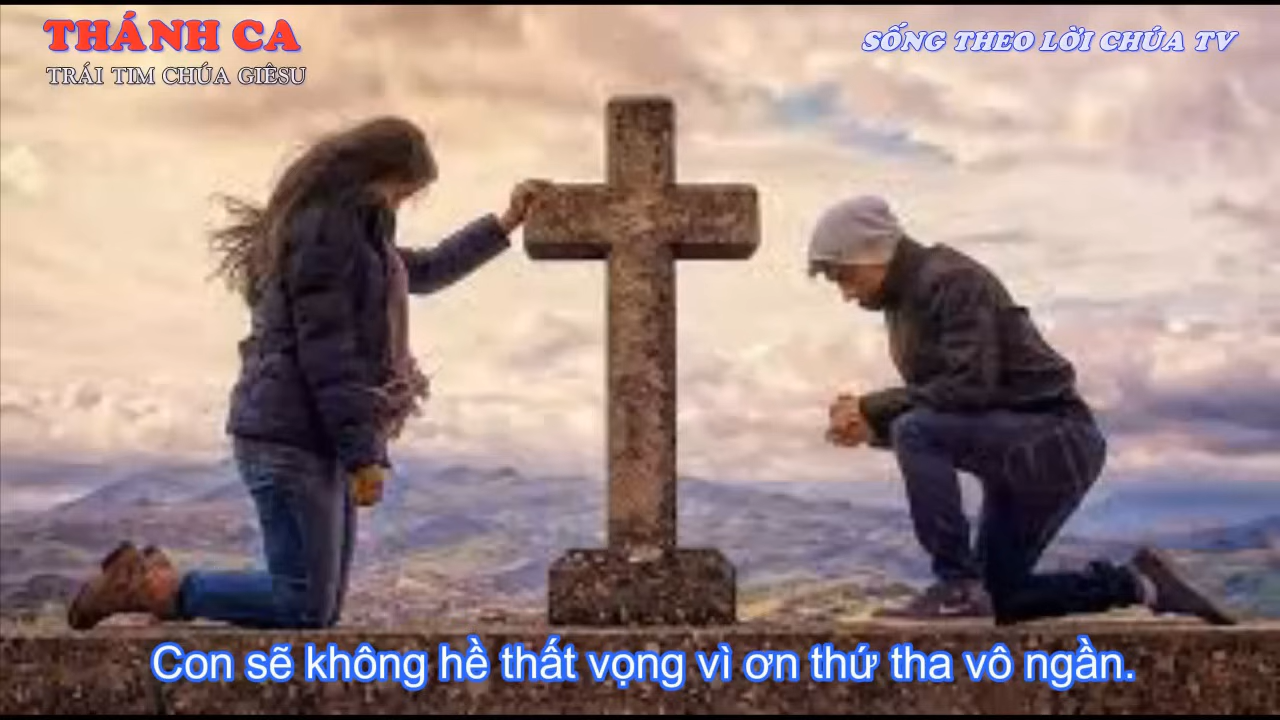 THÁNH CA
TRÁI TIM CHÚA GIÊSU
SỐNG THEO LỜI CHÚA TV
Con sẽ không hề thất vọng vì ơn thứ tha vô ngần.